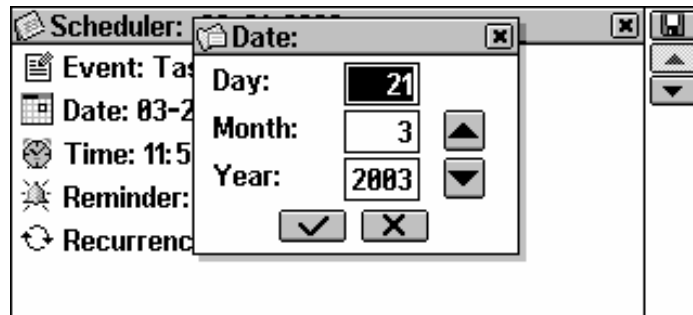 Scheduler:
Date:
Event: Tas
Day: 21
Date: 03-2
Month: 3
Time: 11:5
Year: 2003
Reminder:
Recurrenc